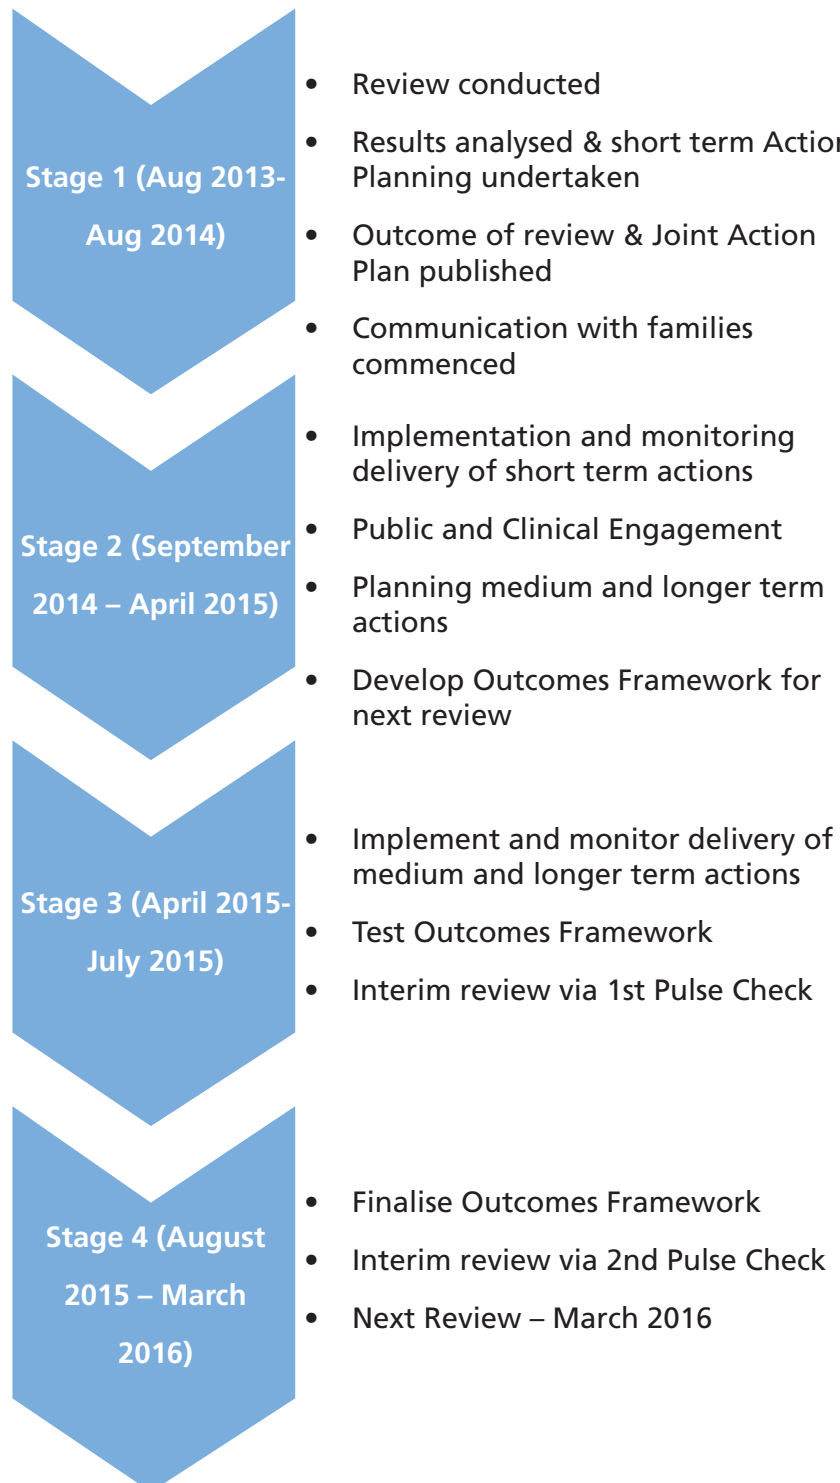 Stage 1 (Aug 2013-
Aug 2014)
• Review conducted
• Results analysed & short term Action
Planning undertaken
• Outcome of review & Joint Action
Plan published
• Communication with families
commenced
Stage 2 (September
2014 – April 2015)
• Implementation and monitoring
delivery of short term actions
• Public and Clinical Engagement
• Planning medium and longer term
actions
• Develop Outcomes Framework for
next review
Stage 3 (April 2015-
July 2015)
• Implement and monitor delivery of
medium and longer term actions
• Test Outcomes Framework
• Interim review via 1st Pulse Check
Stage 4 (August
2015 – March
2016)
• Finalise Outcomes Framework
• Interim review via 2nd Pulse Check
• Next Review – March 2016